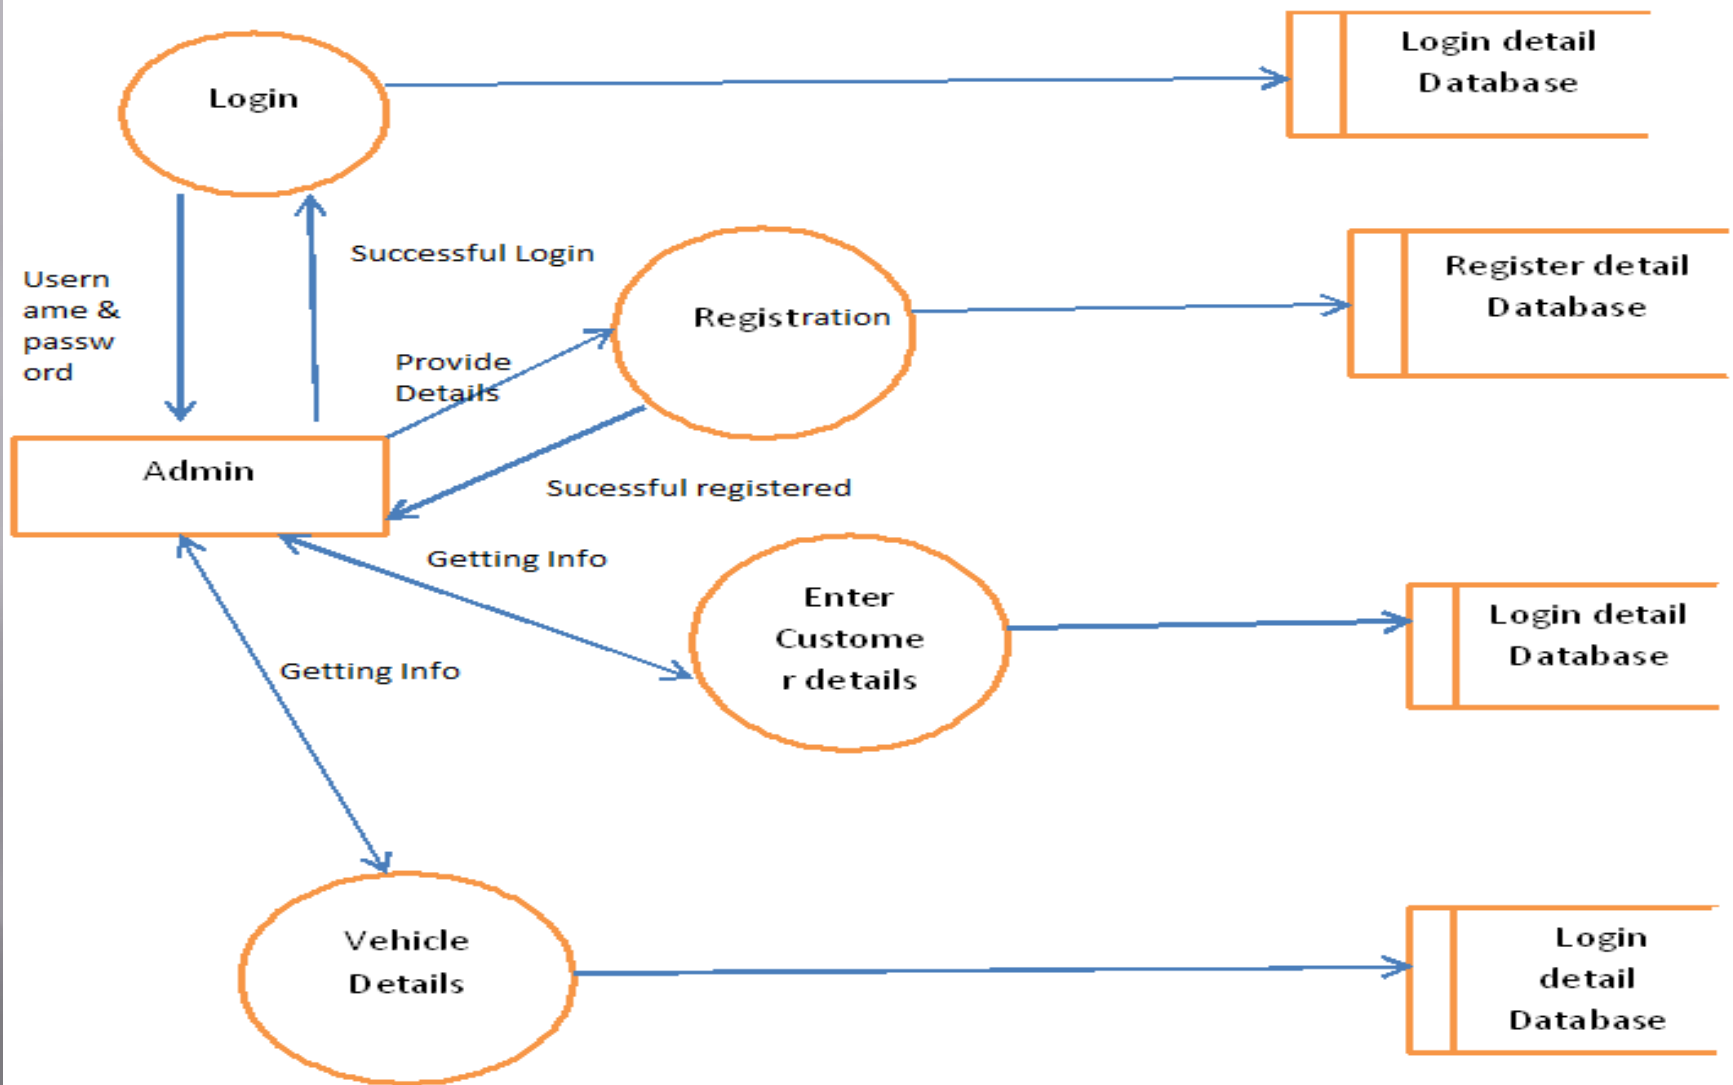 Login
Login detail
Database
Successful Login
Usern
ame &
passw
ord
Registration
Register detail
Database
Provide
Details
Admin
Sucessful registered
Getting Info
Enter
Custome
r details
Login detail
Database
Getting Info
Vehicle
Details
Login
detail
Database